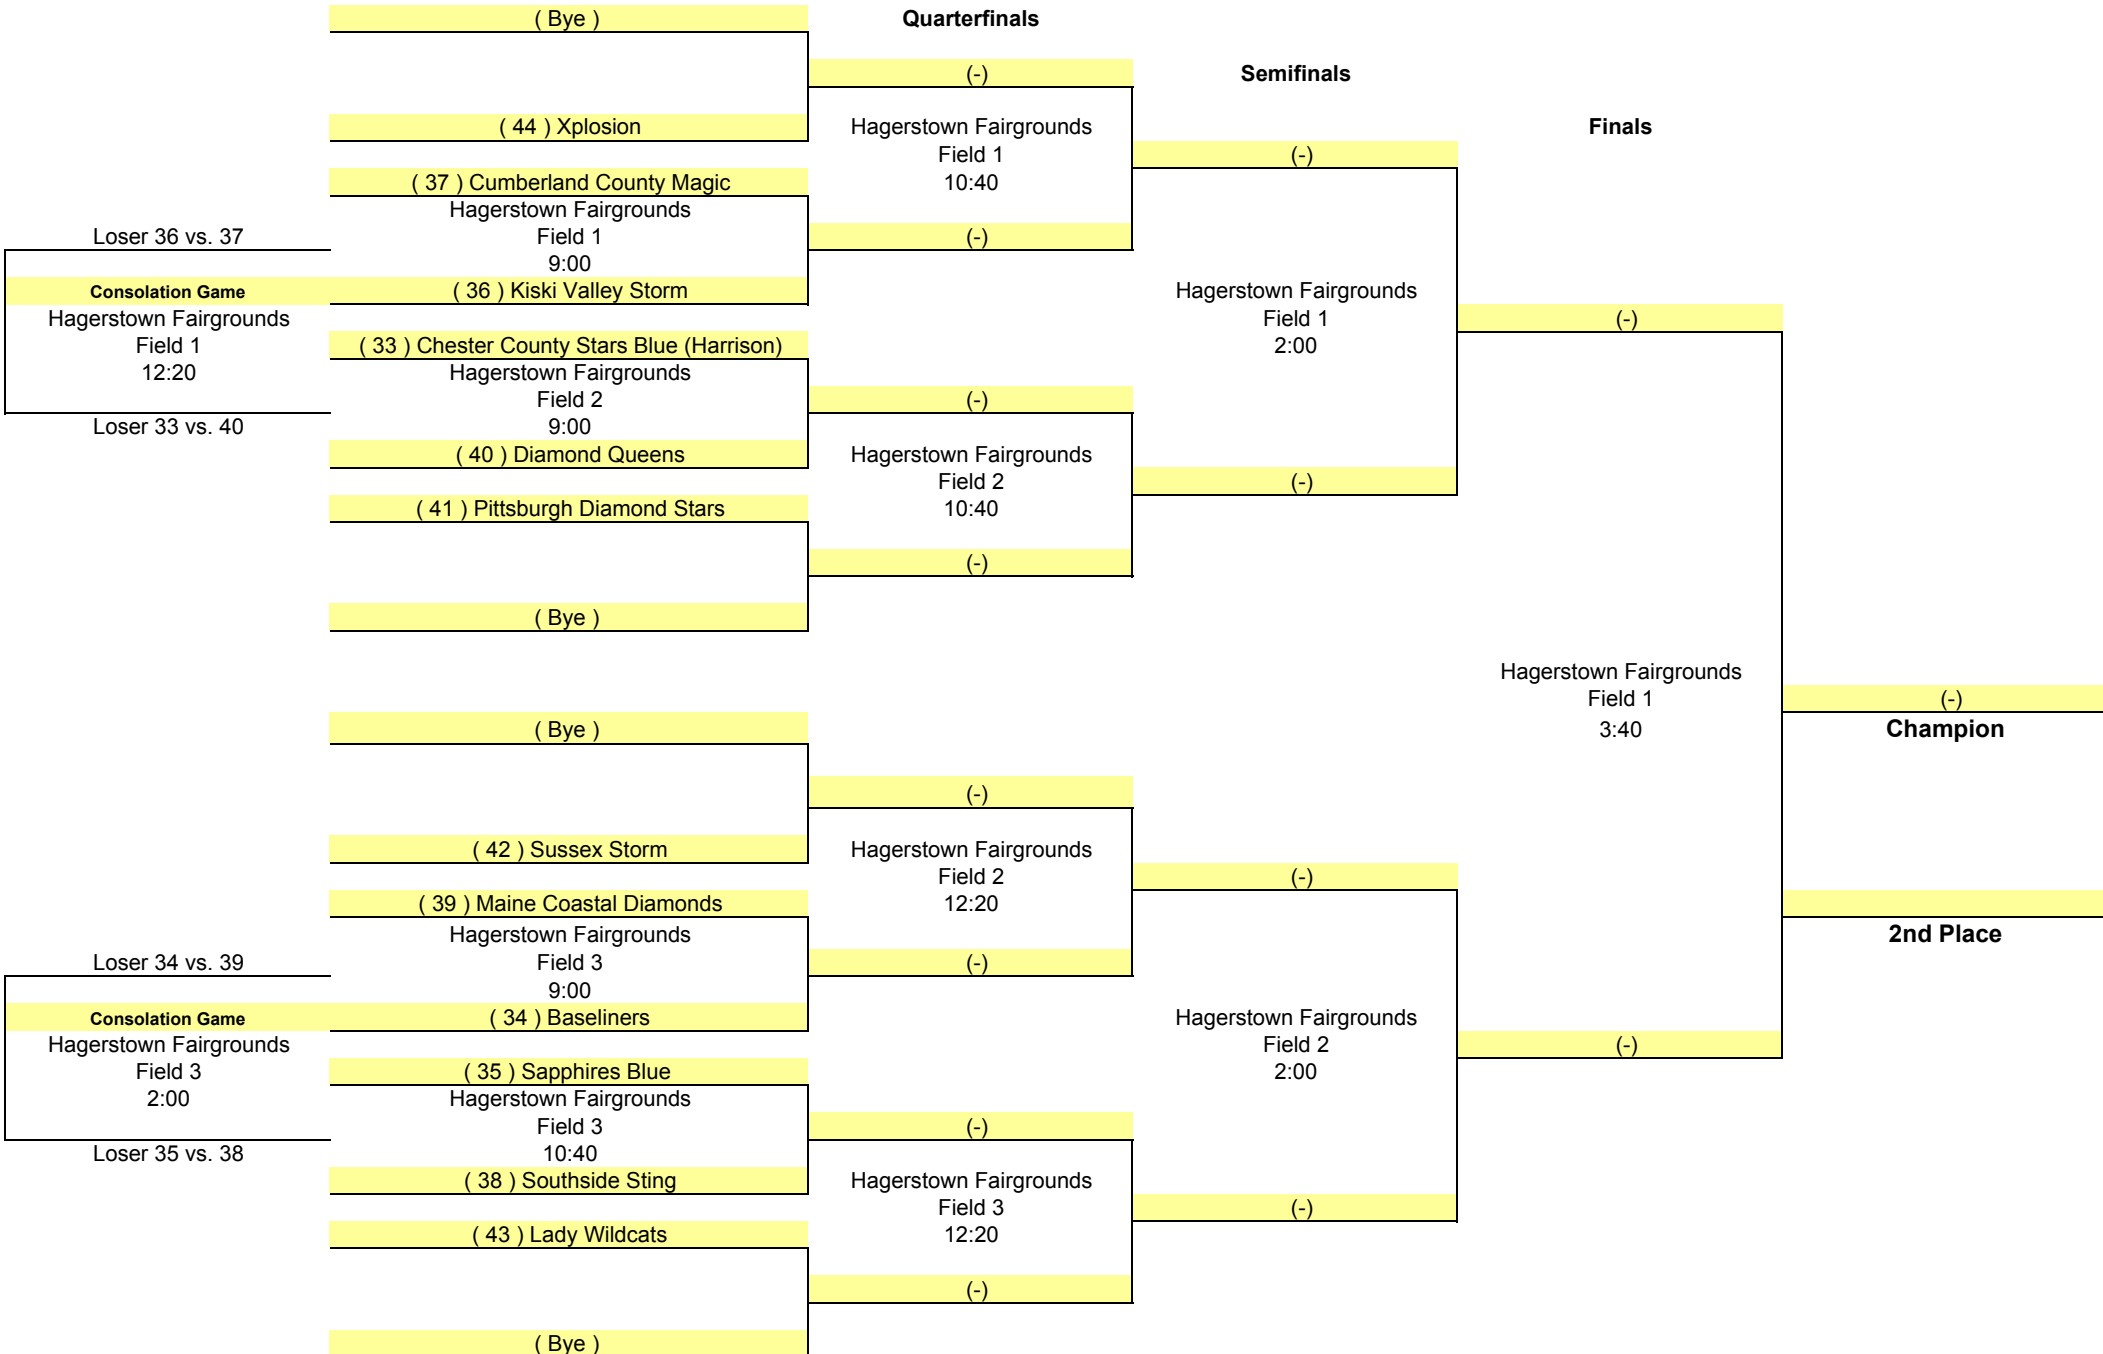 ( Bye )
Quarterfinals
(-)
Semifinals
( 44 ) Xplosion
Hagerstown Fairgrounds
Finals
Field 1
(-)
( 37 ) Cumberland County Magic
10:40
Hagerstown Fairgrounds
Loser 36 vs. 37
Field 1
(-)
9:00
Consolation Game
( 36 ) Kiski Valley Storm
Hagerstown Fairgrounds
Hagerstown Fairgrounds
Field 1
(-)
Field 1
( 33 ) Chester County Stars Blue (Harrison)
2:00
12:20
Hagerstown Fairgrounds
Field 2
(-)
Loser 33 vs. 40
9:00
( 40 ) Diamond Queens
Hagerstown Fairgrounds
Field 2
(-)
( 41 ) Pittsburgh Diamond Stars
10:40
(-)
( Bye )
Hagerstown Fairgrounds
Field 1
(-)
( Bye )
3:40
Champion
(-)
( 42 ) Sussex Storm
Hagerstown Fairgrounds
Field 2
(-)
( 39 ) Maine Coastal Diamonds
12:20
Hagerstown Fairgrounds
2nd Place
Loser 34 vs. 39
Field 3
(-)
9:00
Consolation Game
( 34 ) Baseliners
Hagerstown Fairgrounds
Hagerstown Fairgrounds
Field 2
(-)
Field 3
( 35 ) Sapphires Blue
2:00
2:00
Hagerstown Fairgrounds
Field 3
(-)
Loser 35 vs. 38
10:40
( 38 ) Southside Sting
Hagerstown Fairgrounds
Field 3
(-)
( 43 ) Lady Wildcats
12:20
(-)
( Bye )